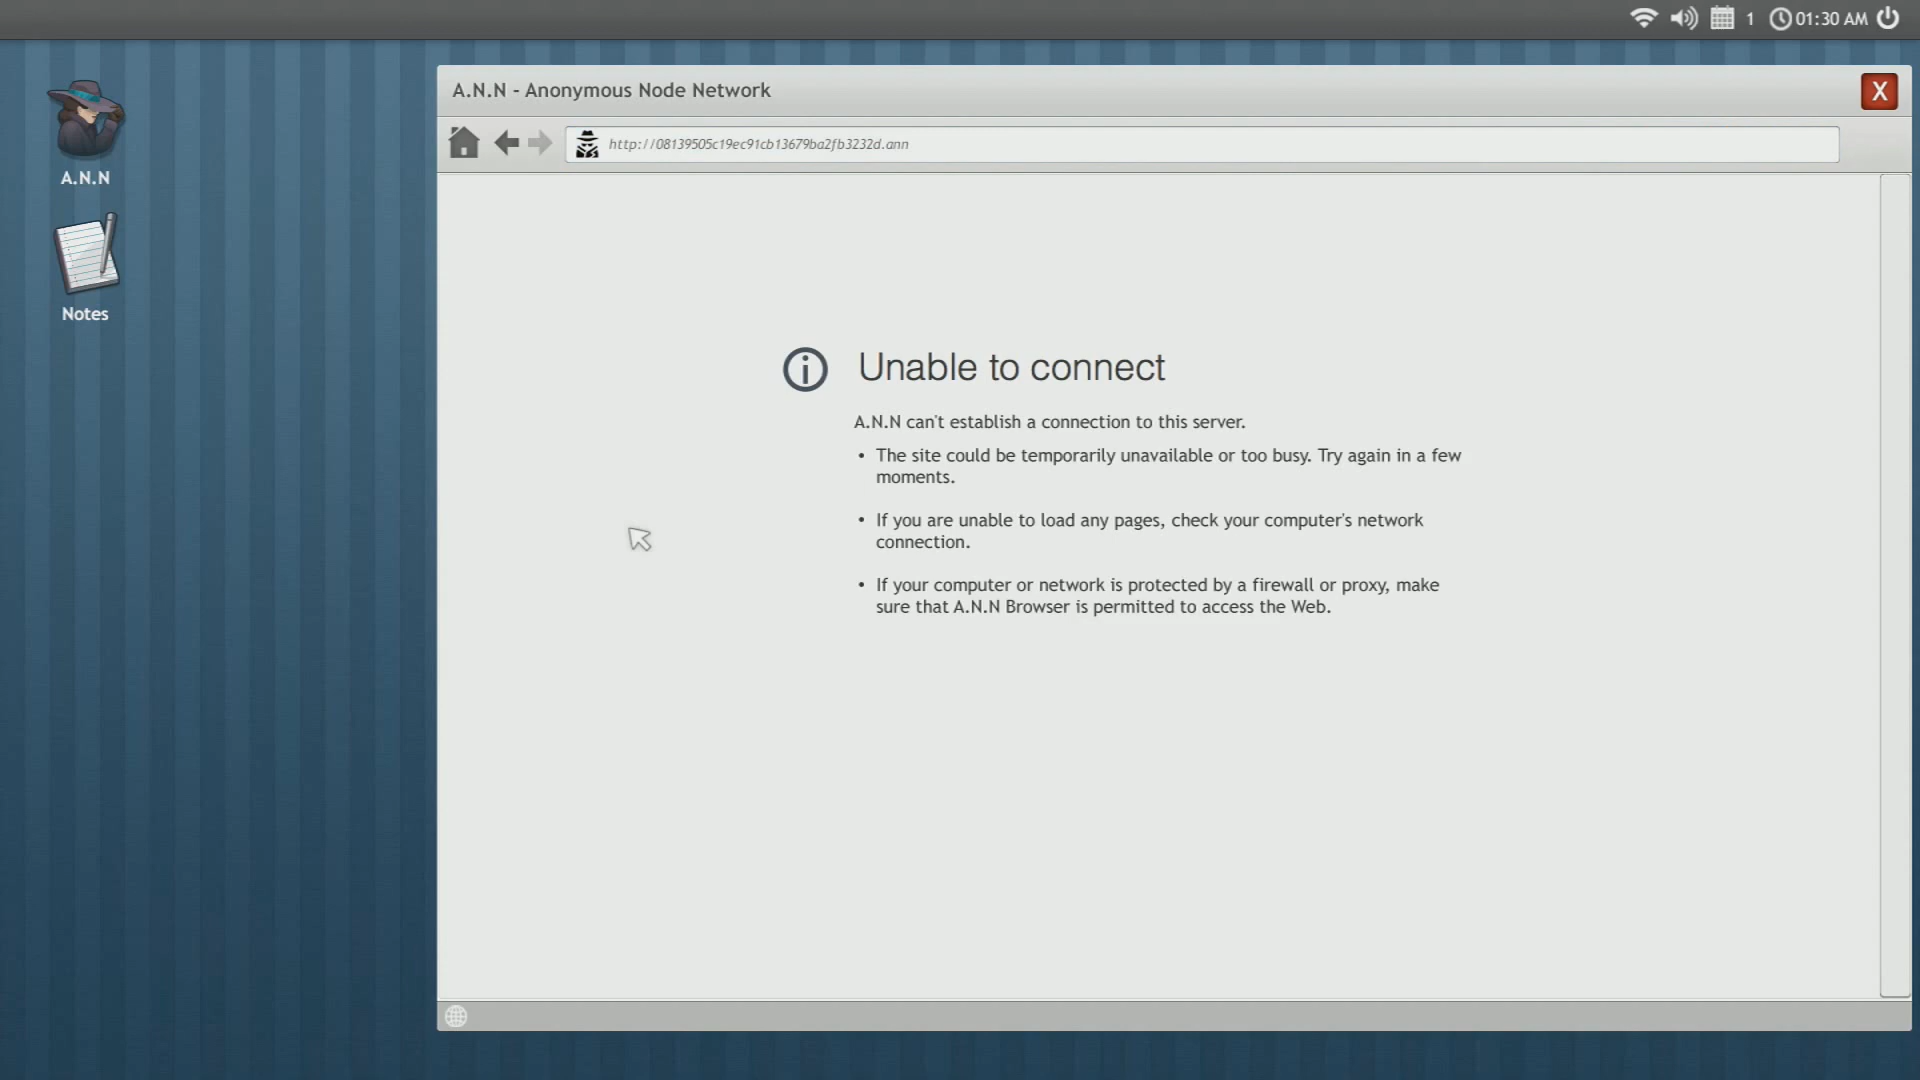 1 01:30 AM
A.N.N - Anonymous Node Network
X
http://08139505c19ec91cb13679ba2fb3232d.ann
A.N.N
Notes
Unable to connect
A.N.N can't establish a connection to this server.
• The site could be temporarily unavailable or too busy. Try again in a few
moments.
• If you are unable to load any pages, check your computer's network
connection.
• If your computer or network is protected by a firewall or proxy, make
sure that A.N.N Browser is permitted to access the Web.